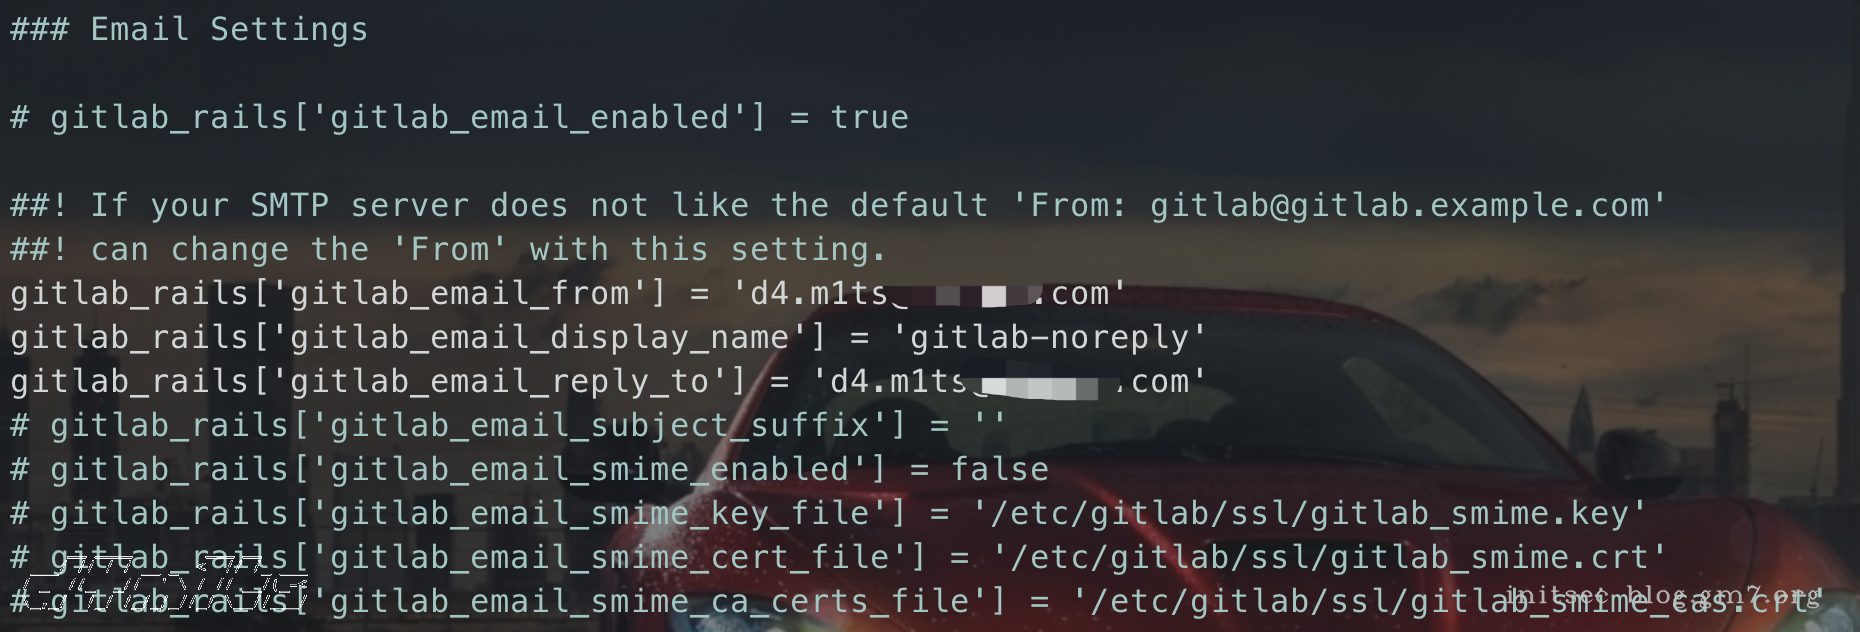 ### Email Settings
# gitlab_rails['gitlab_email_enabled'] = true
##! If your SMTP server does not like the default 'From: gitlab@gitlab.example.com'
##! can change the 'From' with this setting.
gitlab_rails['gitlab_email_from'] = 'd4.m1ts@ .com'
gitlab_rails['gitlab_email_display_name'] = 'gitlab-noreply'
gitlab_rails['gitlab_email_reply_to'] = 'd4.m1ts@ .com'
# gitlab_rails['gitlab_email_subject_suffix'] = ''
# gitlab_rails['gitlab_email_smime_enabled'] = false
# gitlab_rails['gitlab_email_smime_key_file'] = '/etc/gitlab/ssl/gitlab_smime.key'
# gitlab_rails['gitlab_email_smime_cert_file'] = '/etc/gitlab/ssl/gitlab_smime.crt'
# gitlab_rails['gitlab_email_smime_ca_certs_file'] = '/etc/gitlab/ssl/gitlab_smime_cas.crt'
blog.gm7.org